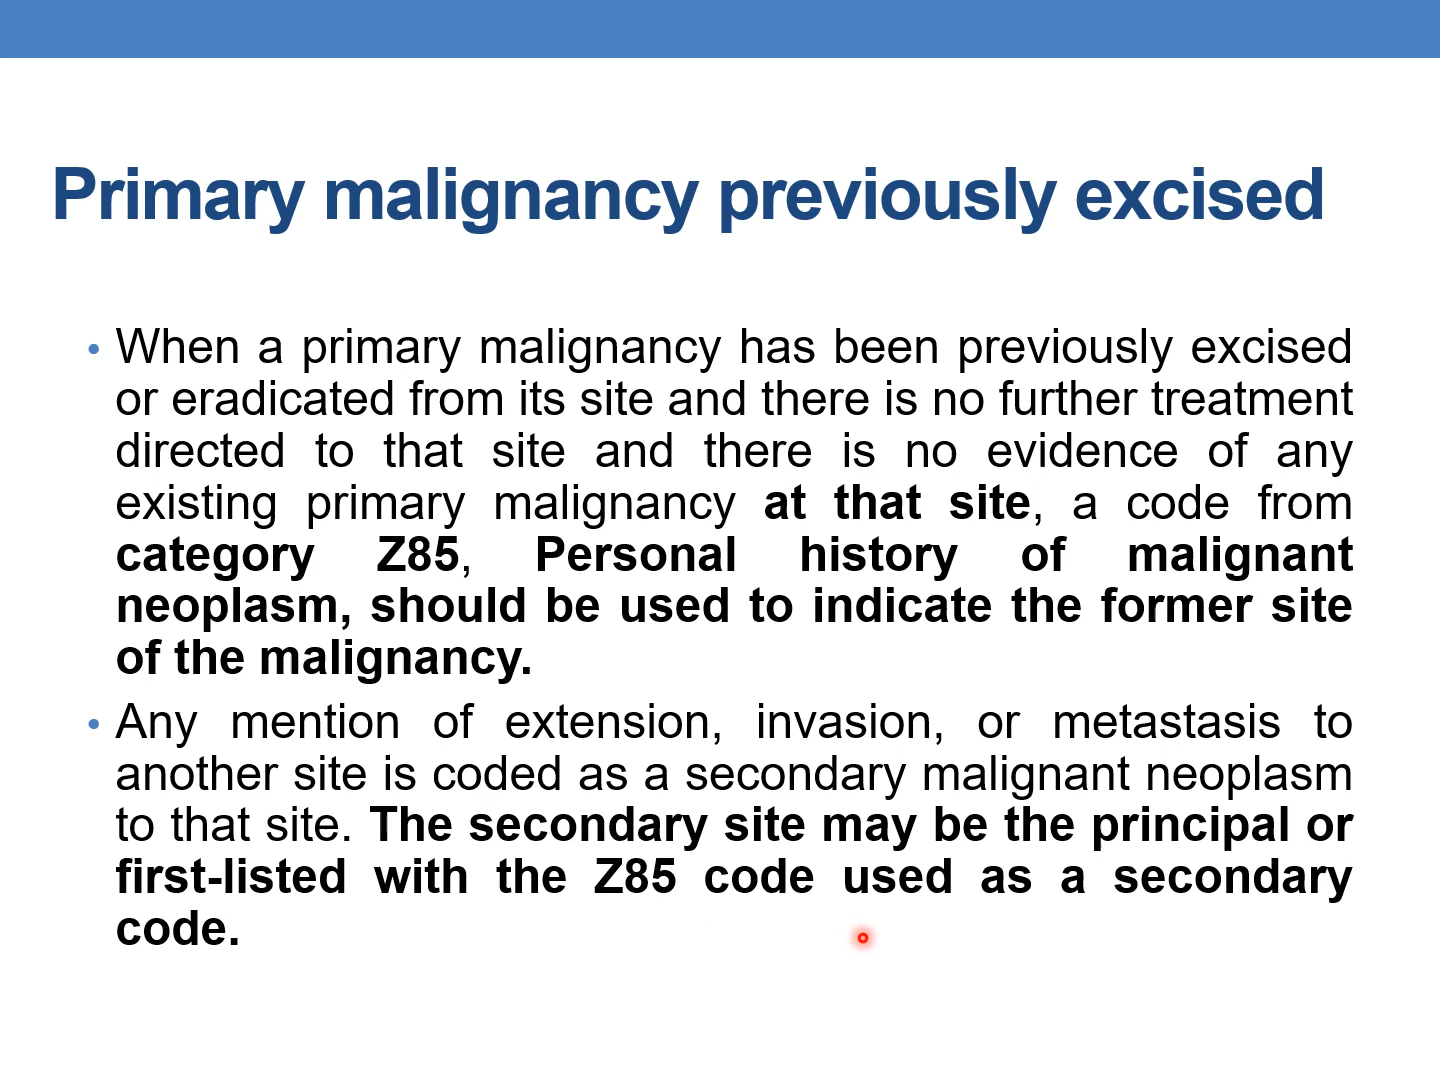 Primary malignancy previously excised
• When a primary malignancy has been previously excised
or eradicated from its site and there is no further treatment
directed to that site and there is no evidence of any
existing primary malignancy at that site, a code from
category Z85, Personal history of malignant
neoplasm, should be used to indicate the former site
of the malignancy.
• Any mention of extension, invasion, or metastasis to
another site is coded as a secondary malignant neoplasm
to that site. The secondary site may be the principal or
first-listed with the Z85 code used as a secondary
code.